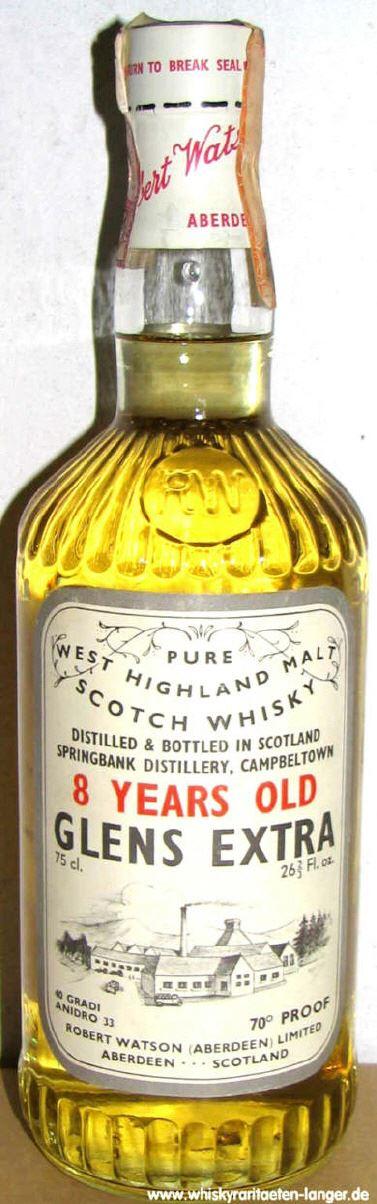 TURN TO BREAK SEAL
ABERDE
RW
PURE
WEST HIGHLAND MALT
SCOTCH WHISKY
DISTILLED & BOTTLED IN SCOTLAND
SPRINGBANK DISTILLERY, CAMPBELTOWN
8 YEARS OLD
GLENS EXTRA
75 cl. 26⅔ Fl. oz.
40 GRADI
ANIDRO 33
70° PROOF
ROBERT WATSON (ABERDEEN) LIMITED
ABERDEEN - - - SCOTLAND
www.whiskyraritaeten-langer.de